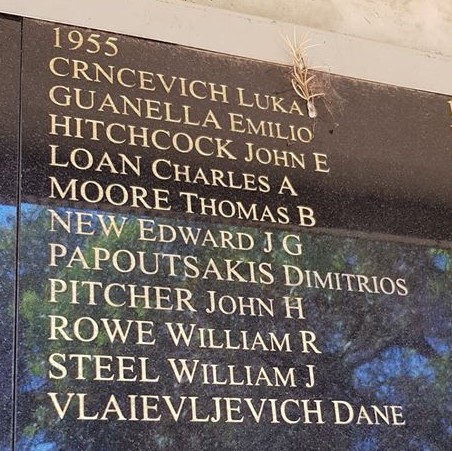 1955
CRNCEVICH LUKA
GUANELLA EMILIO
HITCHCOCK JOHN E
LOAN CHARLES A
MOORE THOMAS B
NEW EDWARD J G
PAPOUTSAKIS DIMITRIOS
PITCHER JOHN H
ROWE WILLIAM R
STEEL WILLIAM J
VLAIEVLJEVICH DANE